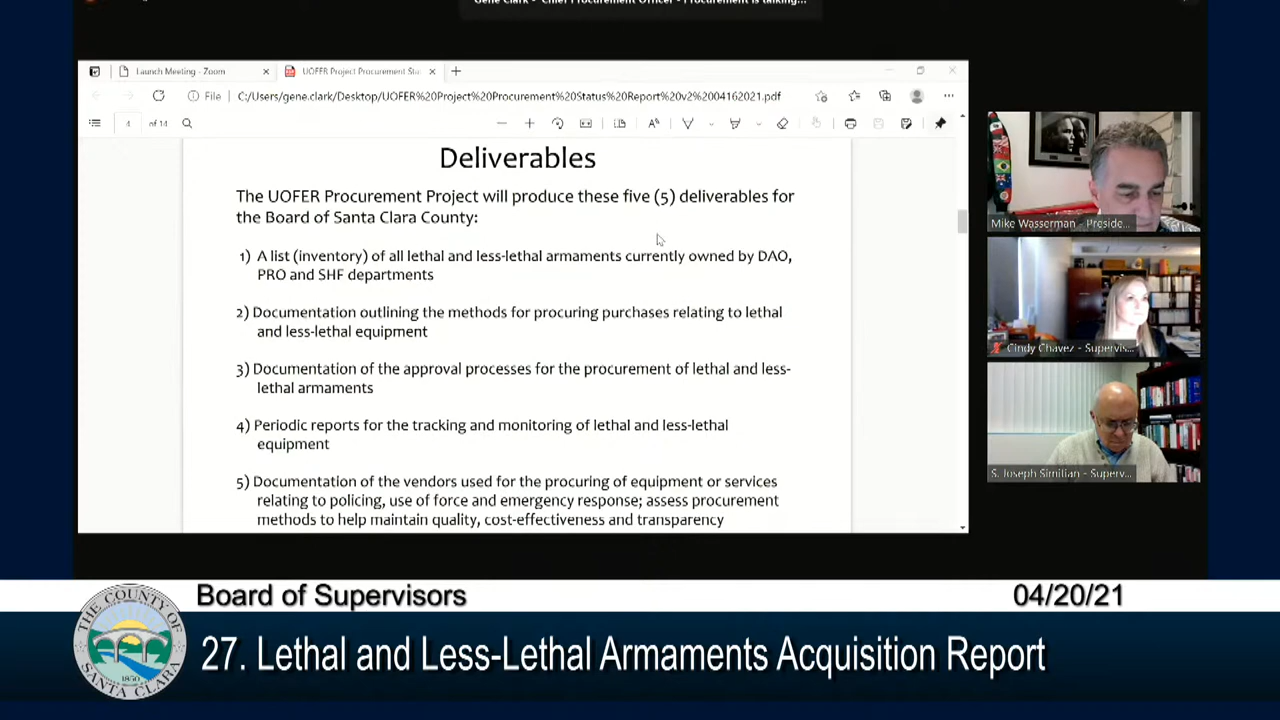 Gene Clark - Chief Procurement Officer - Procurement is talking...
Launch Meeting - Zoom
UOFER Project Procurement Sta
File
C:/Users/gene.clark/Desktop/UOFER%20Project%20Procurement%20Status%20Report%20v2%2004162021.pdf
4 of 14
Deliverables
The UOFER Procurement Project will produce these five (5) deliverables for
the Board of Santa Clara County:
1) A list (inventory) of all lethal and less-lethal armaments currently owned by DAO,
PRO and SHF departments
2) Documentation outlining the methods for procuring purchases relating to lethal
and less-lethal equipment
3) Documentation of the approval processes for the procurement of lethal and less-
lethal armaments
4) Periodic reports for the tracking and monitoring of lethal and less-lethal
equipment
5) Documentation of the vendors used for the procuring of equipment or services
relating to policing, use of force and emergency response; assess procurement
methods to help maintain quality, cost-effectiveness and transparency
Mike Wasserman - Preside...
Cindy Chavez - Supervis...
S. Joseph Simitian - Superv...
Board of Supervisors
04/20/21
THE COUNTY OF
SANTA CLARA
1850
27. Lethal and Less-Lethal Armaments Acquisition Report